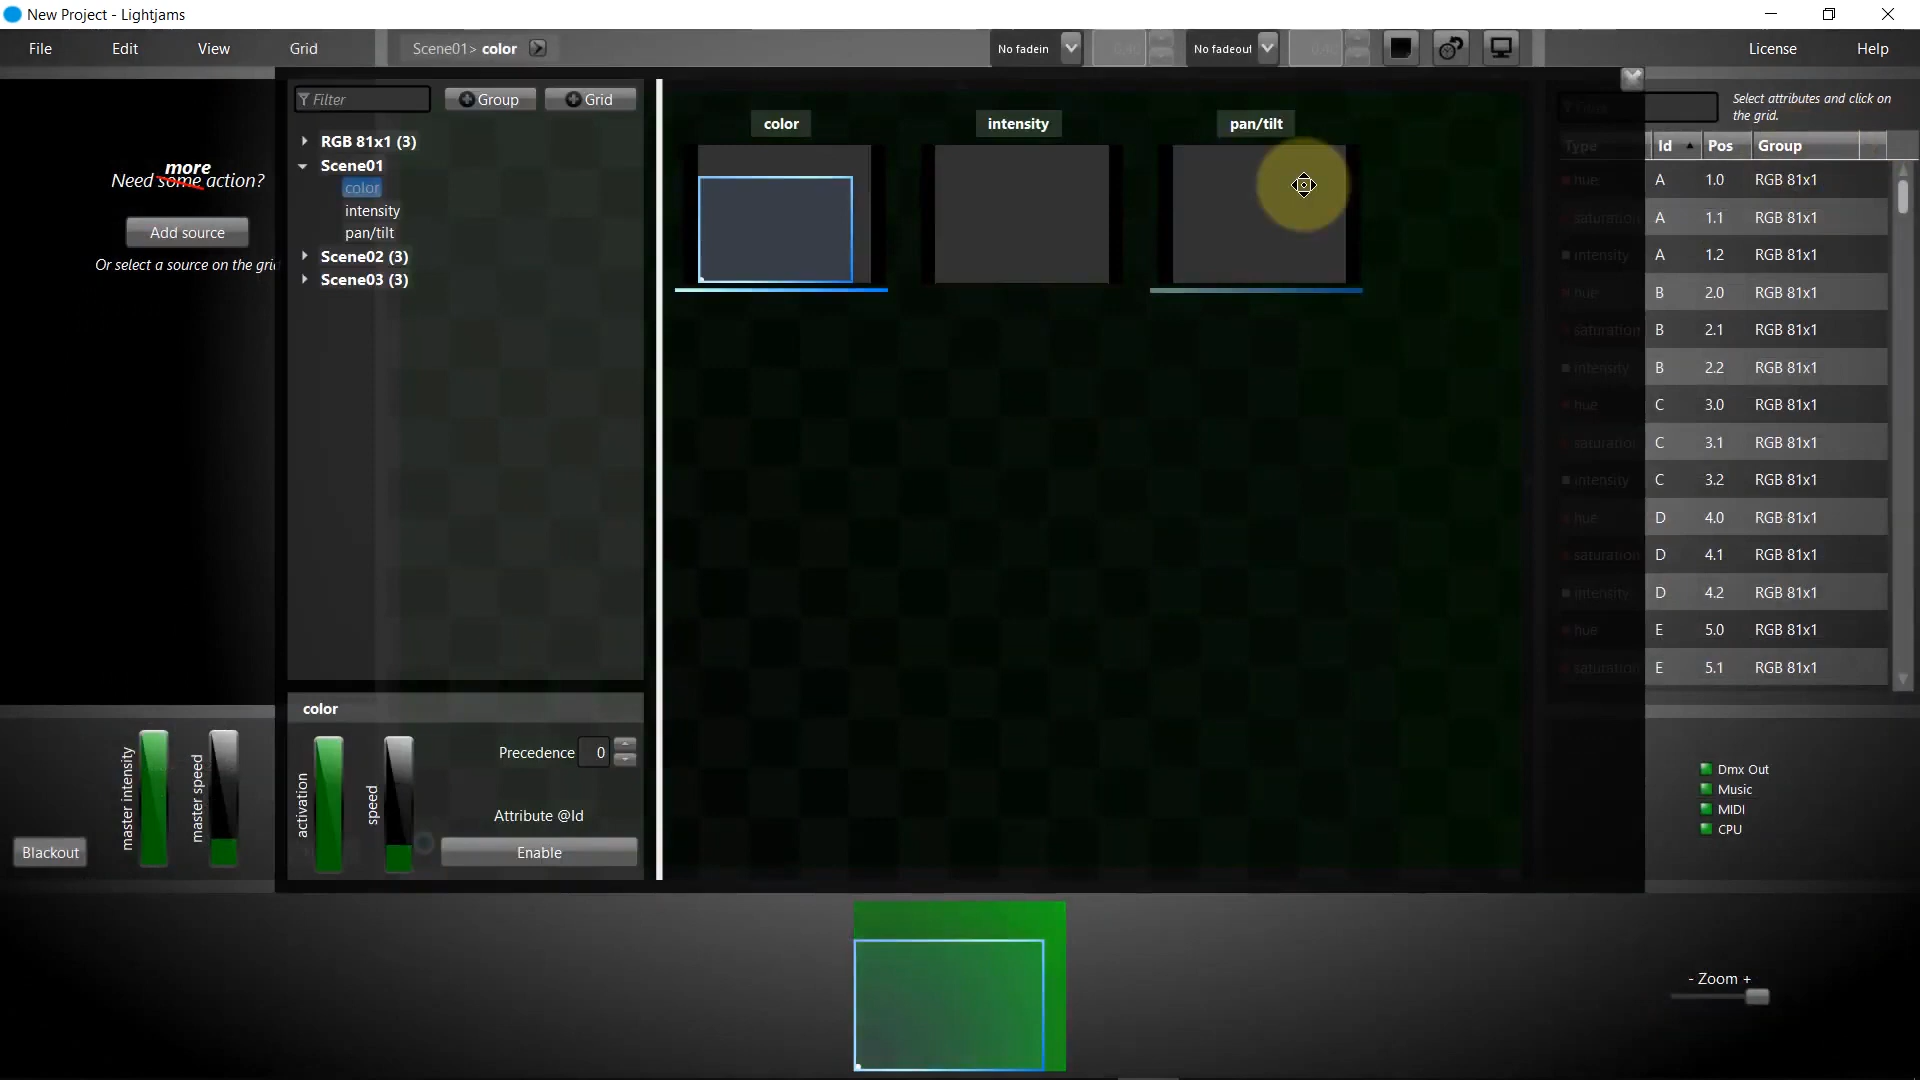 New Project - Lightjams
File Edit View Grid
Scene01> color
No fadein
No fadeout
License Help
Filter
Group
Grid
RGB 81x1 (3)
Scene01
color
intensity
pan/tilt
Scene02 (3)
Scene03 (3)
more
Need some action?
Add source
Or select a source on the gri
color intensity pan/tilt
Select attributes and click on
the grid.
Type Id Pos Group
hue A 1.0 RGB 81x1
saturation A 1.1 RGB 81x1
intensity A 1.2 RGB 81x1
hue B 2.0 RGB 81x1
saturation B 2.1 RGB 81x1
intensity B 2.2 RGB 81x1
hue C 3.0 RGB 81x1
saturation C 3.1 RGB 81x1
intensity C 3.2 RGB 81x1
hue D 4.0 RGB 81x1
saturation D 4.1 RGB 81x1
intensity D 4.2 RGB 81x1
hue E 5.0 RGB 81x1
saturation E 5.1 RGB 81x1
color
activation
speed
Precedence 0
Attribute @Id
Enable
master intensity
master speed
Blackout
Dmx Out
Music
MIDI
CPU
- Zoom +